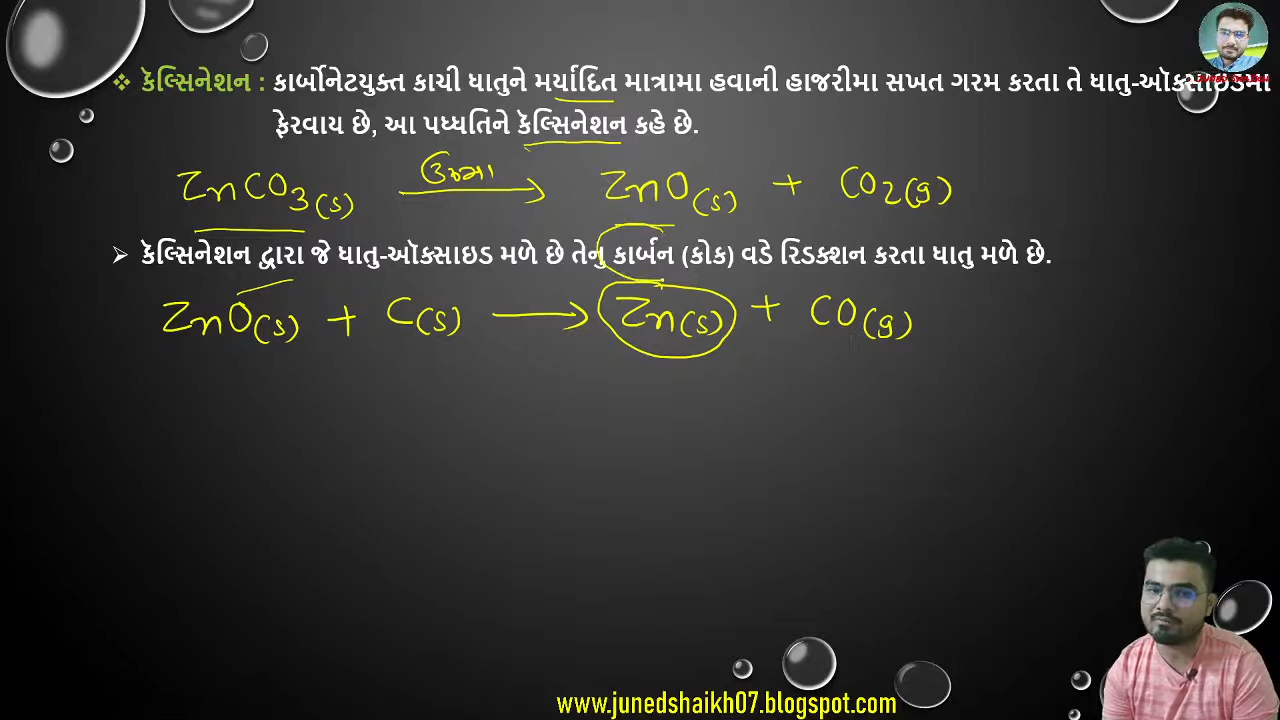 ❖ કૅલ્સિનેશન : કાર્બોનેટયુક્ત કાચી ધાતુને મર્યાદિત માત્રામા હવાની હાજરીમા સખત ગરમ કરતા તે ધાતુ-ઑક્સાઇડમાં
ફેરવાય છે, આ પધ્ધતિને કૅલ્સિનેશન કહે છે.
ZnCO3(s) ઉષ્મા → ZnO(s) + CO2(g)
➢ કૅલ્સિનેશન દ્વારા જે ધાતુ-ઑક્સાઇડ મળે છે તેનુ કાર્બન (કોક) વડે રિડક્શન કરતા ધાતુ મળે છે.
ZnO(s) + C(s) → Zn(s) + CO(g)
www.junedshaikh07.blogspot.com